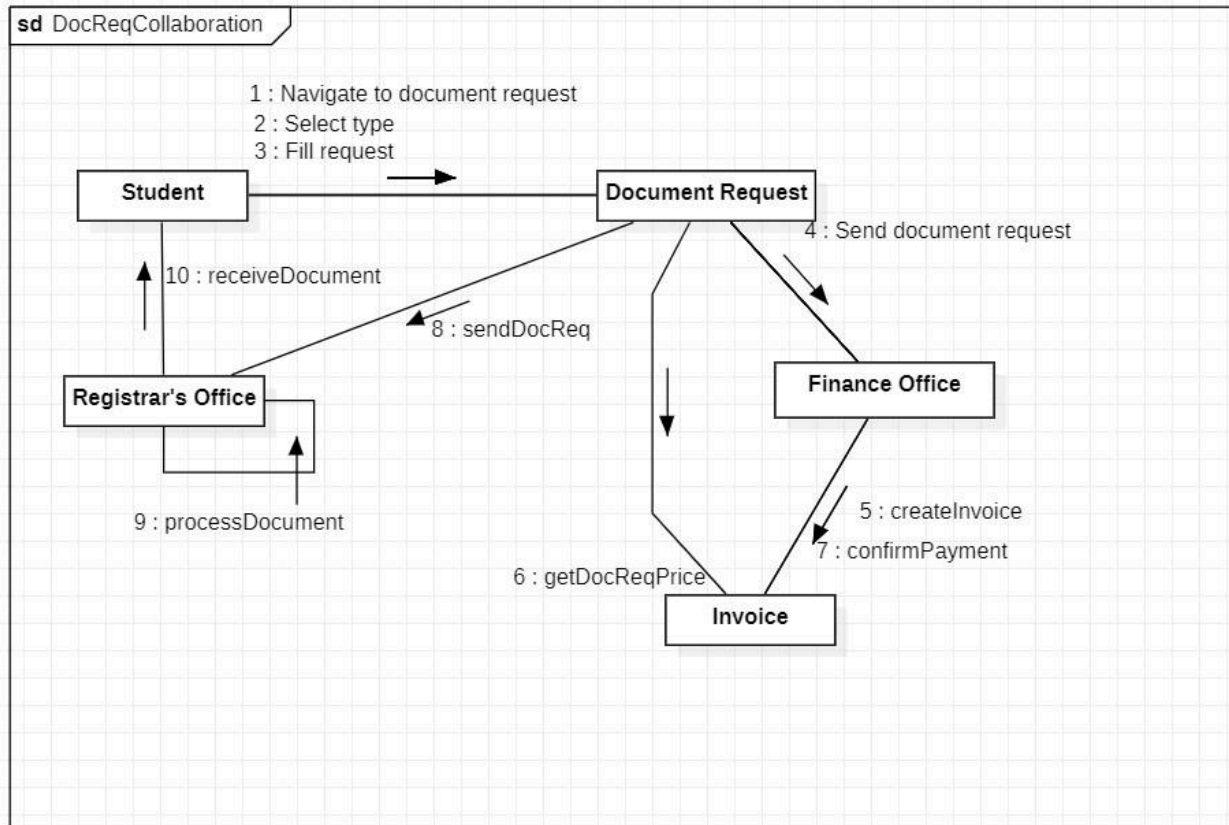 sd DocReqCollaboration
1 : Navigate to document request
2 : Select type
3 : Fill request
Student
Document Request
4 : Send document request
10 : receiveDocument
8 : sendDocReq
Registrar's Office
Finance Office
9 : processDocument
5 : createInvoice
7 : confirmPayment
6 : getDocReqPrice
Invoice